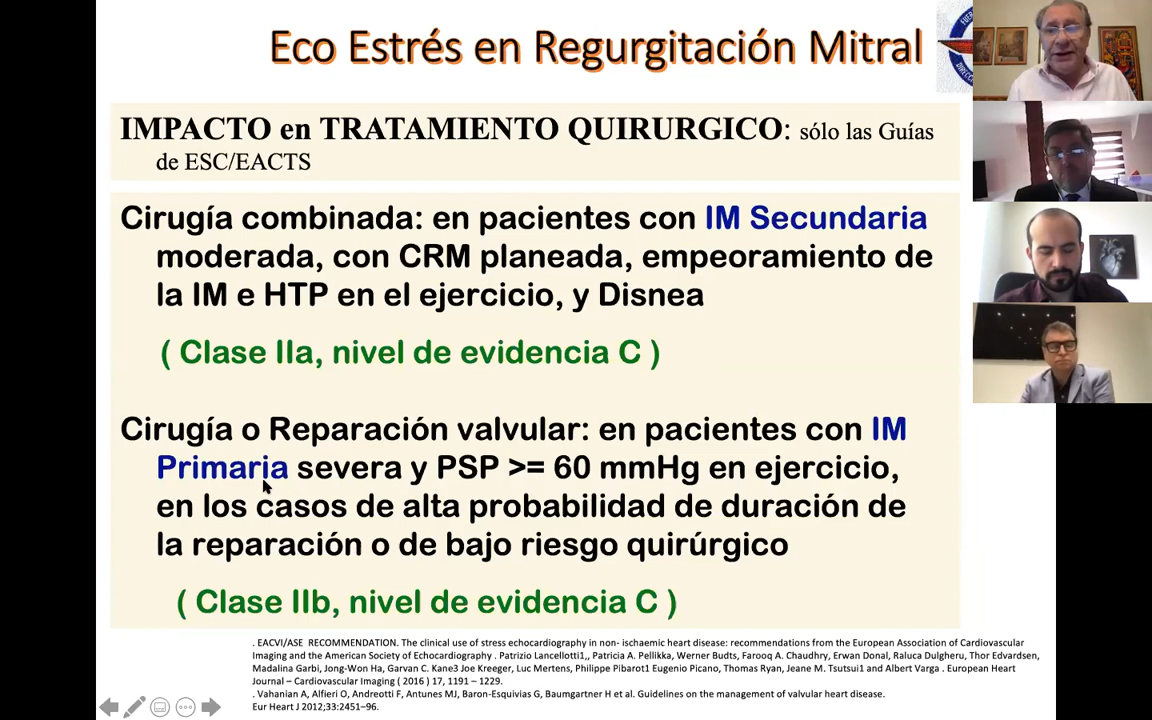 Eco Estrés en Regurgitación Mitral
IMPACTO en TRATAMIENTO QUIRURGICO: sólo las Guías
de ESC/EACTS
Cirugía combinada: en pacientes con IM Secundaria
moderada, con CRM planeada, empeoramiento de
la IM e HTP en el ejercicio, y Disnea
( Clase IIa, nivel de evidencia C )
Cirugía o Reparación valvular: en pacientes con IM
Primaria severa y PSP >= 60 mmHg en ejercicio,
en los casos de alta probabilidad de duración de
la reparación o de bajo riesgo quirúrgico
( Clase IIb, nivel de evidencia C )
. EACVI/ASE RECOMMENDATION. The clinical use of stress echocardiography in non- ischaemic heart disease: recommendations from the European Association of Cardiovascular
Imaging and the American Society of Echocardiography . Patrizio Lancellotti1,, Patricia A. Pellikka, Werner Budts, Farooq A. Chaudhry, Erwan Donal, Raluca Dulgheru, Thor Edvardsen,
Madalina Garbi, Jong-Won Ha, Garvan C. Kane3 Joe Kreeger, Luc Mertens, Philippe Pibarot1 Eugenio Picano, Thomas Ryan, Jeane M. Tsutsui1 and Albert Varga . European Heart
Journal – Cardiovascular Imaging ( 2016 ) 17, 1191 – 1229.
. Vahanian A, Alfieri O, Andreotti F, Antunes MJ, Baron-Esquivias G, Baumgartner H et al. Guidelines on the management of valvular heart disease.
Eur Heart J 2012;33:2451–96.